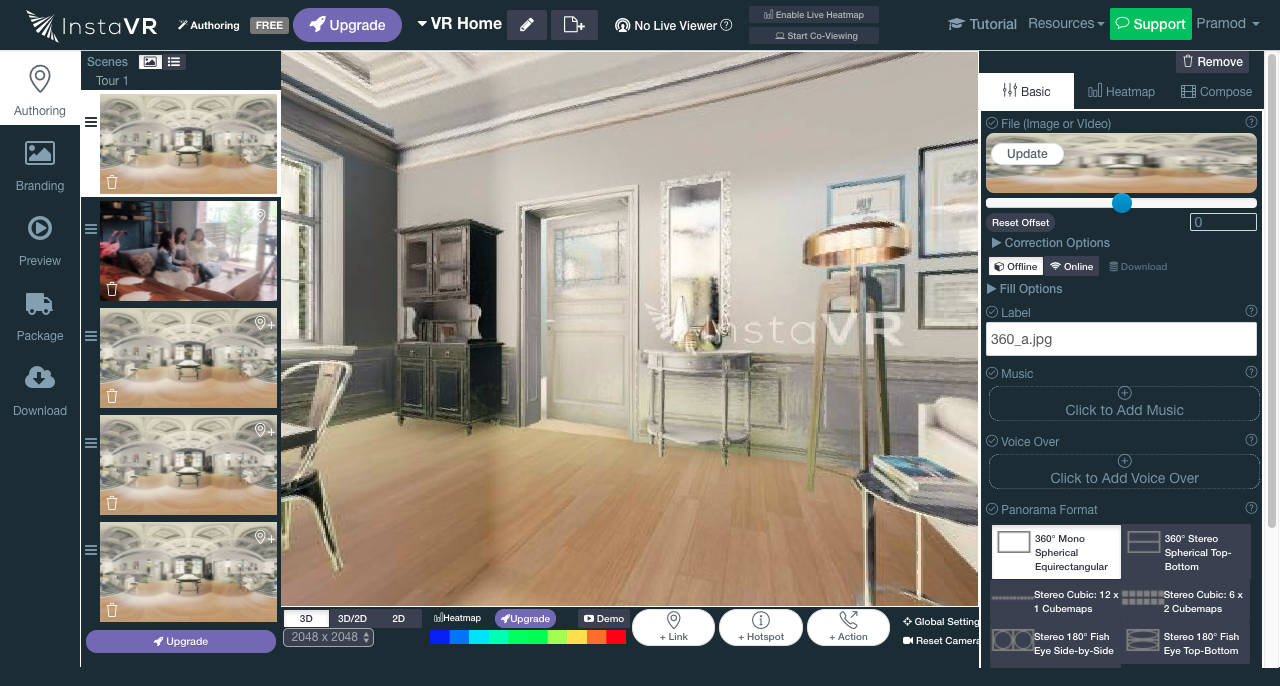 InstaVR
Authoring
FREE
Upgrade
VR Home
No Live Viewer
Enable Live Heatmap
Start Co-Viewing
Tutorial
Resources
Support
Pramod
Authoring
Branding
Preview
Package
Download
Scenes
Tour 1
Upgrade
InstaVR
3D
3D/2D
2D
2048 x 2048
Heatmap
Upgrade
Demo
+ Link
+ Hotspot
+ Action
Global Setting
Reset Camera
Remove
Basic
Heatmap
Compose
File (Image or VIdeo)
Update
Reset Offset
0
Correction Options
Offline
Online
Download
Fill Options
Label
360_a.jpg
Music
Click to Add Music
Voice Over
Click to Add Voice Over
Panorama Format
360° Mono
Spherical
Equirectangular
360° Stereo
Spherical Top-
Bottom
Stereo Cubic: 12 x
1 Cubemaps
Stereo Cubic: 6 x
2 Cubemaps
Stereo 180° Fish
Eye Side-by-Side
Stereo 180° Fish
Eye Top-Bottom